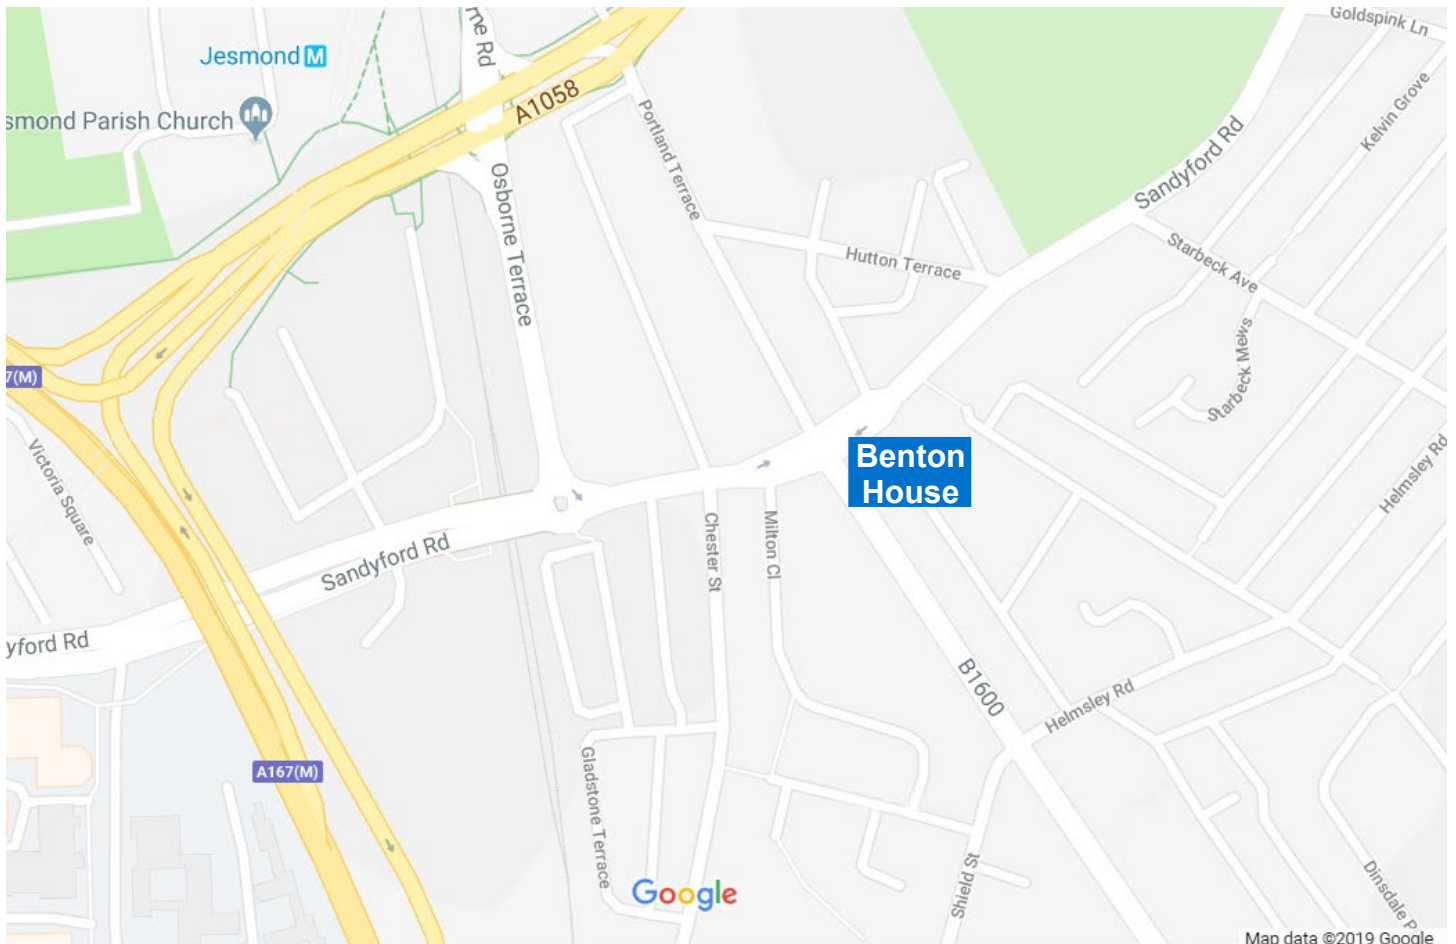 Goldspink Ln
Jesmond M
ne Rd
A1058
smond Parish Church
Portland Terrace
Kelvin Grove
Sandyford Rd
Osborne Terrace
Hutton Terrace
Starbeck Ave
Starbeck Mews
7(M)
Victoria Square
Benton
House
Helmsley Rd
Sandyford Rd
Chester St
Milton Cl
yford Rd
B1600
Helmsley Rd
A167(M)
Gladstone Terrace
Shield St
Dinsdale P
Google
Map data ©2019 Google